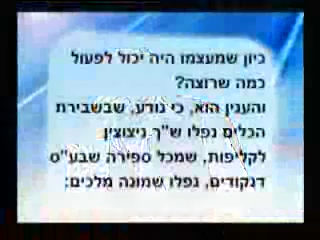 כיון שמעצמו היה יכול לפעול
כמה שרוצה?
והענין הוא, כי נודע, שבשבירת
הכלים נפלו ש"ך ניצוצין
לקליפות, שמכל ספירה שבע"ס
דנקודים, נפלו שמונה מלכים: